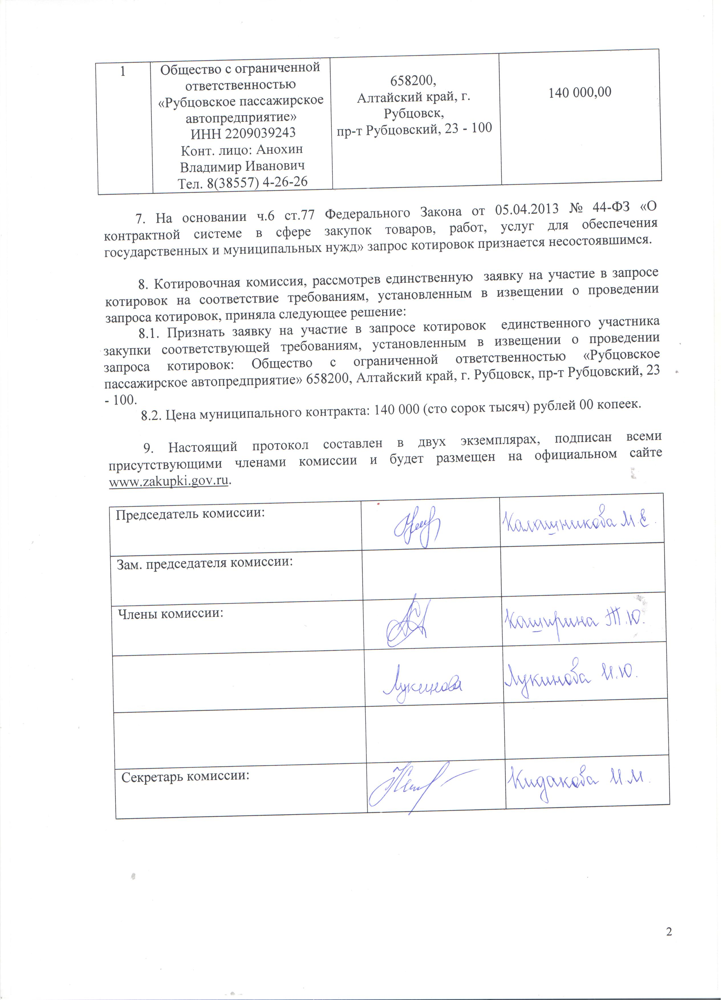 1
Общество с ограниченной
ответственностью
«Рубцовское пассажирское
автопредприятие»
ИНН 2209039243
Конт. лицо: Анохин
Владимир Иванович
Тел. 8(38557) 4-26-26
658200,
Алтайский край, г.
Рубцовск,
пр-т Рубцовский, 23 - 100
140 000,00
7. На основании ч.6 ст.77 Федерального Закона от 05.04.2013 № 44-ФЗ «О
контрактной системе в сфере закупок товаров, работ, услуг для обеспечения
государственных и муниципальных нужд» запрос котировок признается несостоявшимся.
8. Котировочная комиссия, рассмотрев единственную заявку на участие в запросе
котировок на соответствие требованиям, установленным в извещении о проведении
запроса котировок, приняла следующее решение:
8.1. Признать заявку на участие в запросе котировок единственного участника
закупки соответствующей требованиям, установленным в извещении о проведении
запроса котировок: Общество с ограниченной ответственностью «Рубцовское
пассажирское автопредприятие» 658200, Алтайский край, г. Рубцовск, пр-т Рубцовский, 23
- 100.
8.2. Цена муниципального контракта: 140 000 (сто сорок тысяч) рублей 00 копеек.
9. Настоящий протокол составлен в двух экземплярах, подписан всеми
присутствующими членами комиссии и будет размещен на официальном сайте
www.zakupki.gov.ru.
Председатель комиссии:
Калашникова М.Е.
Зам. председателя комиссии:
Члены комиссии:
Каширина Т.Ю.
Лукинова
Лукинова И.Ю.
Секретарь комиссии:
Кидакова И.М.
2